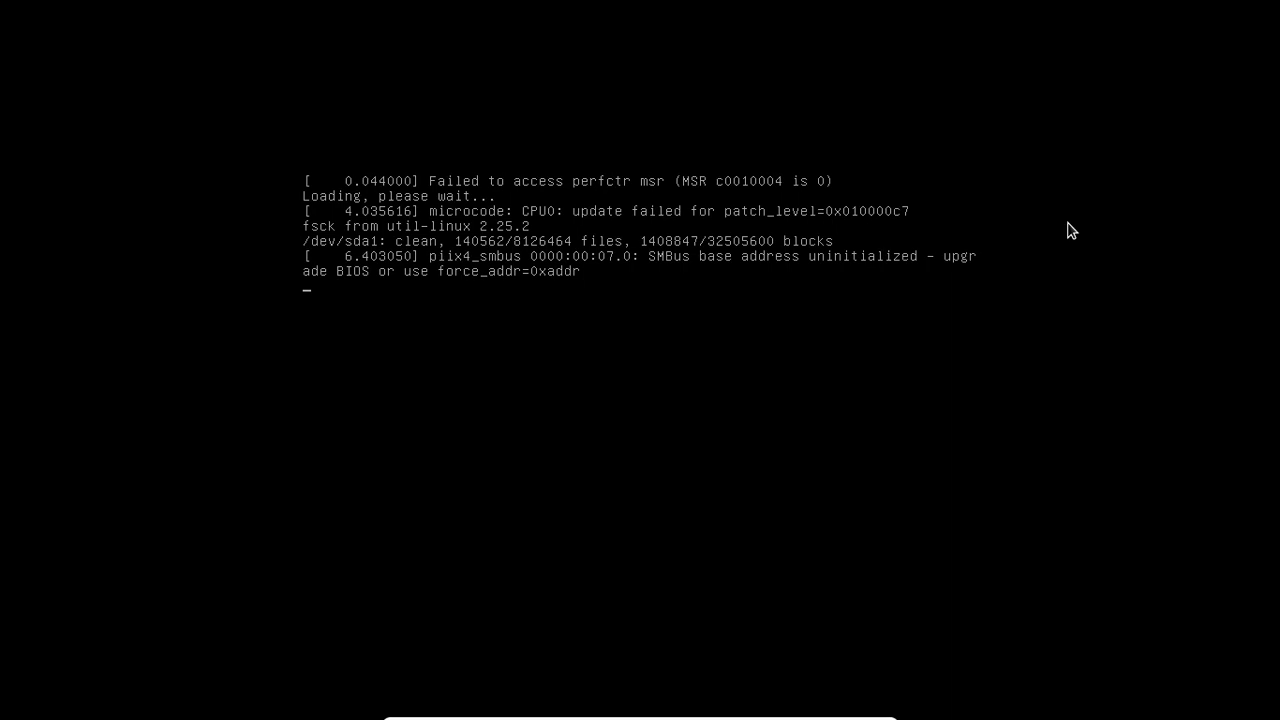 [    0.044000] Failed to access perfctr msr (MSR c0010004 is 0)
Loading, please wait...
[    4.035616] microcode: CPU0: update failed for patch_level=0x010000c7
fsck from util-linux 2.25.2
/dev/sda1: clean, 140562/8126464 files, 1408847/32505600 blocks
[    6.403050] piix4_smbus 0000:00:07.0: SMBus base address uninitialized - upgr
ade BIOS or use force_addr=0xaddr
_